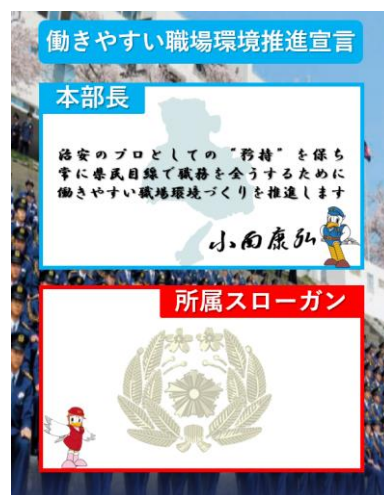 働きやすい職場環境推進宣言
本部長
治安のプロとしての“矜持”を保ち
常に県民目線で職務を全うするために
働きやすい職場環境づくりを推進します
小西康弘
所属スローガン